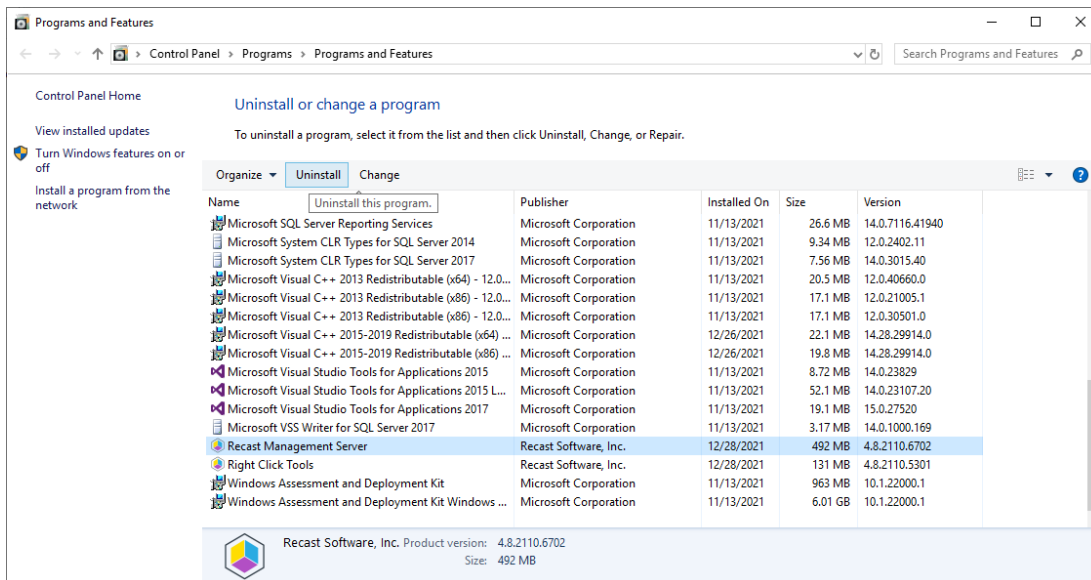 Programs and Features
Control Panel > Programs > Programs and Features
Search Programs and Features
Control Panel Home
View installed updates
Turn Windows features on or
off
Install a program from the
network
Uninstall or change a program
To uninstall a program, select it from the list and then click Uninstall, Change, or Repair.
Organize Uninstall Change
Uninstall this program.
Name Publisher Installed On Size Version
Microsoft SQL Server Reporting Services Microsoft Corporation 11/13/2021 26.6 MB 14.0.7116.41940
Microsoft System CLR Types for SQL Server 2014 Microsoft Corporation 11/13/2021 9.34 MB 12.0.2402.11
Microsoft System CLR Types for SQL Server 2017 Microsoft Corporation 11/13/2021 7.56 MB 14.0.3015.40
Microsoft Visual C++ 2013 Redistributable (x64) - 12.0... Microsoft Corporation 11/13/2021 20.5 MB 12.0.40660.0
Microsoft Visual C++ 2013 Redistributable (x86) - 12.0... Microsoft Corporation 11/13/2021 17.1 MB 12.0.21005.1
Microsoft Visual C++ 2013 Redistributable (x86) - 12.0... Microsoft Corporation 11/13/2021 17.1 MB 12.0.30501.0
Microsoft Visual C++ 2015-2019 Redistributable (x64) ... Microsoft Corporation 12/26/2021 22.1 MB 14.28.29914.0
Microsoft Visual C++ 2015-2019 Redistributable (x86) ... Microsoft Corporation 12/26/2021 19.8 MB 14.28.29914.0
Microsoft Visual Studio Tools for Applications 2015 Microsoft Corporation 11/13/2021 8.72 MB 14.0.23829
Microsoft Visual Studio Tools for Applications 2015 L... Microsoft Corporation 11/13/2021 52.1 MB 14.0.23107.20
Microsoft Visual Studio Tools for Applications 2017 Microsoft Corporation 11/13/2021 19.1 MB 15.0.27520
Microsoft VSS Writer for SQL Server 2017 Microsoft Corporation 11/13/2021 3.17 MB 14.0.1000.169
Recast Management Server Recast Software, Inc. 12/28/2021 492 MB 4.8.2110.6702
Right Click Tools Recast Software, Inc. 12/28/2021 131 MB 4.8.2110.5301
Windows Assessment and Deployment Kit Microsoft Corporation 11/13/2021 963 MB 10.1.22000.1
Windows Assessment and Deployment Kit Windows ... Microsoft Corporation 11/13/2021 6.01 GB 10.1.22000.1
Recast Software, Inc. Product version: 4.8.2110.6702
Size: 492 MB